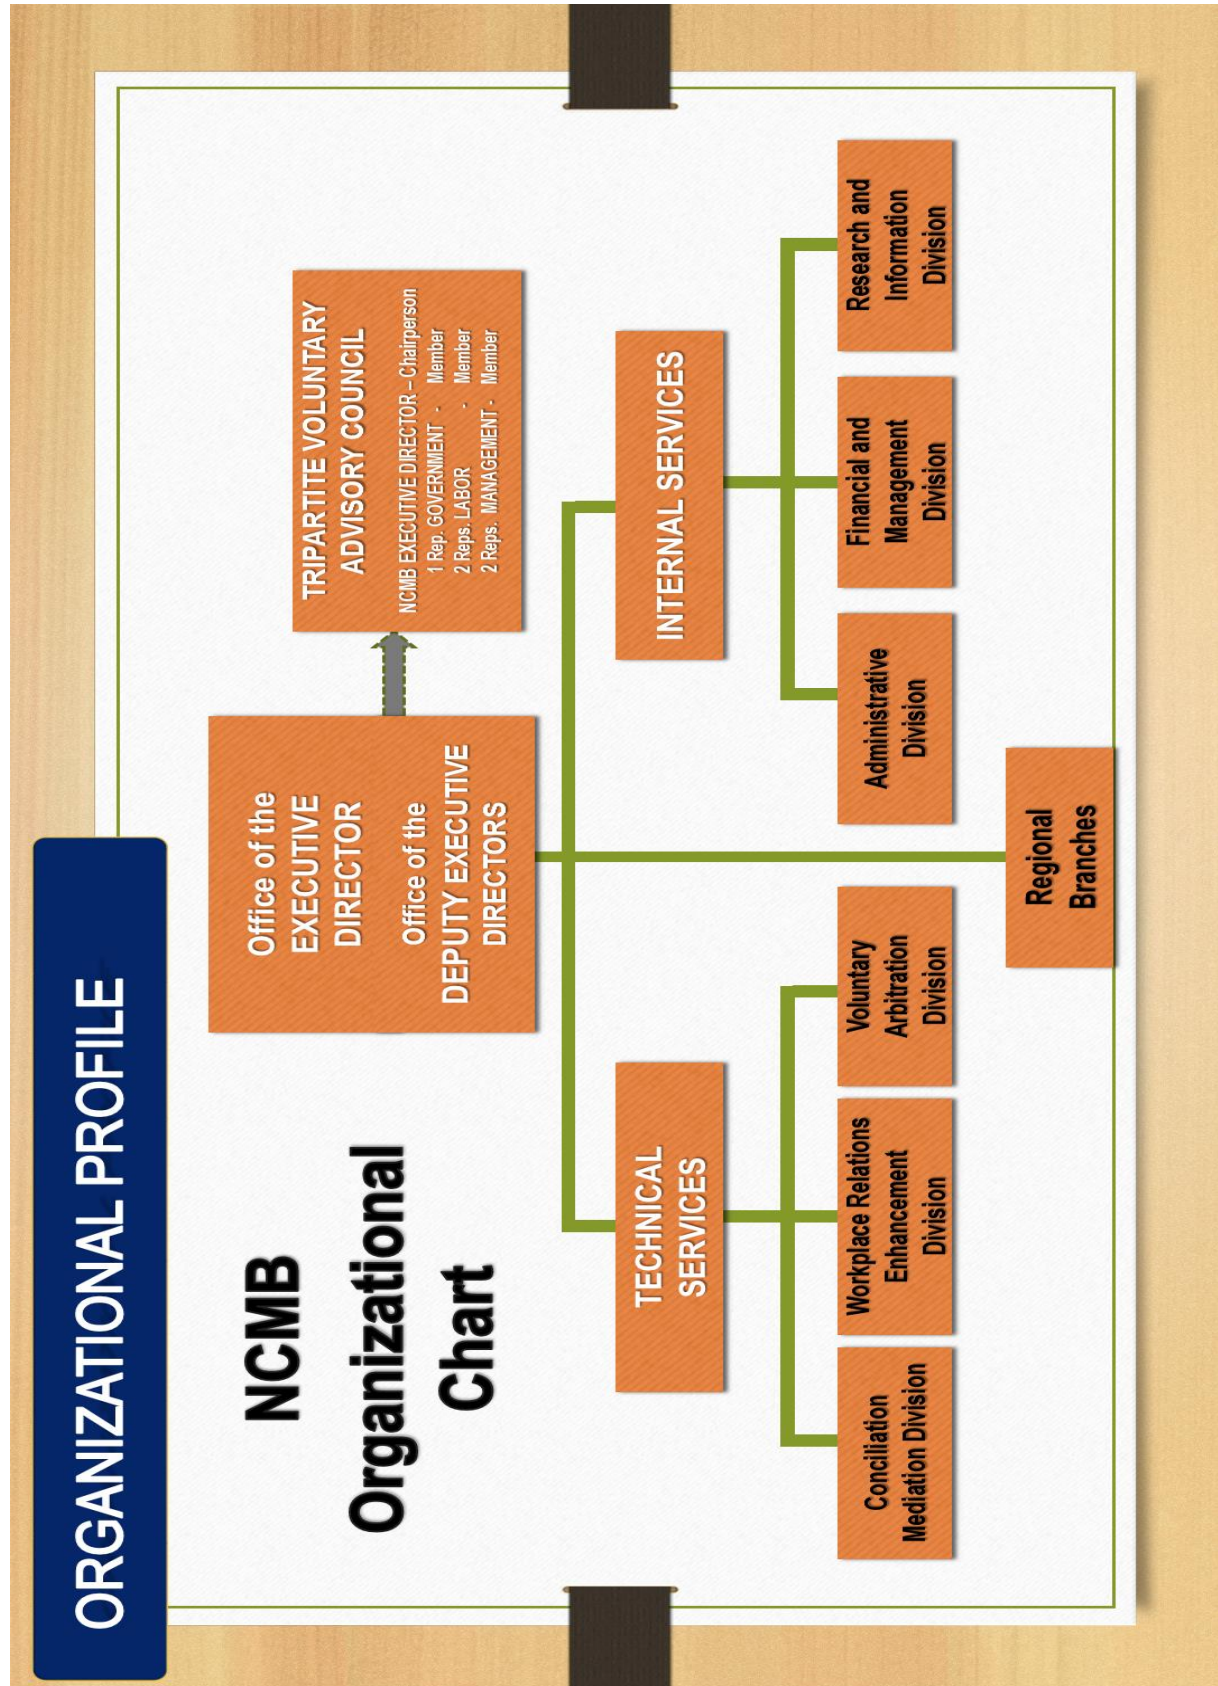 ORGANIZATIONAL PROFILE
NCMB
Organizational
Chart
Office of the
EXECUTIVE
DIRECTOR
Office of the
DEPUTY EXECUTIVE
DIRECTORS
TRIPARTITE VOLUNTARY
ADVISORY COUNCIL
NCMB EXECUTIVE DIRECTOR – Chairperson
1 Rep. GOVERNMENT - Member
2 Reps. LABOR - Member
2 Reps. MANAGEMENT - Member
TECHNICAL
SERVICES
INTERNAL SERVICES
Conciliation
Mediation Division
Workplace Relations
Enhancement
Division
Voluntary
Arbitration
Division
Administrative
Division
Financial and
Management
Division
Research and
Information
Division
Regional
Branches